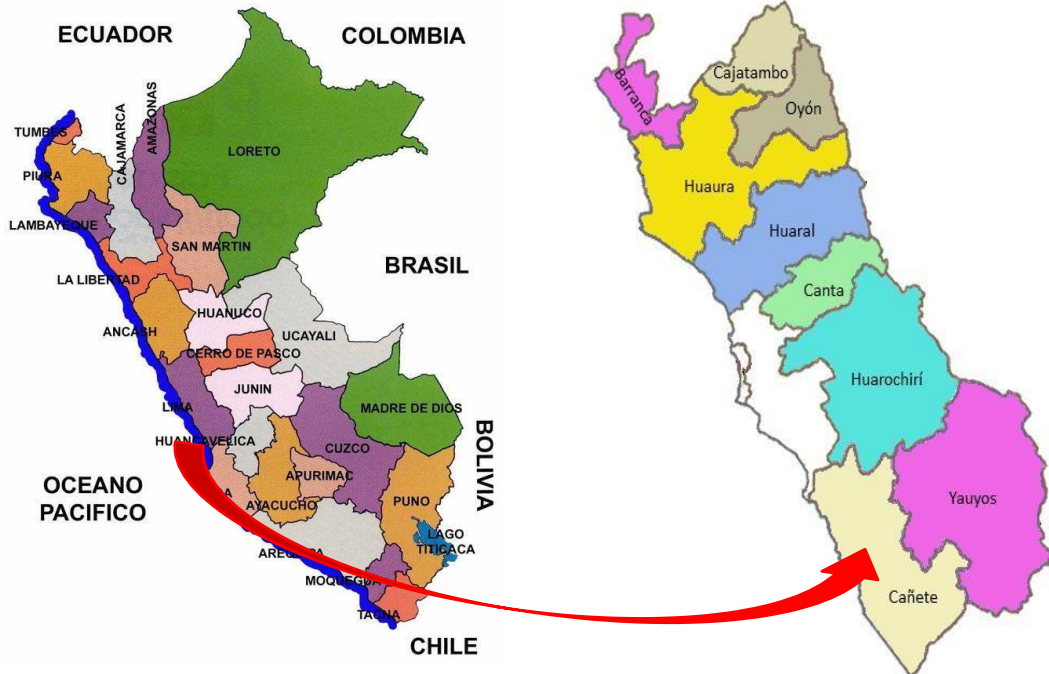 ECUADOR
COLOMBIA
TUMBES
PIURA
CAJAMARCA
AMAZONAS
LORETO
LAMBAYEQUE
SAN MARTIN
BRASIL
LA LIBERTAD
ANCASH
HUANUCO
UCAYALI
CERRO DE PASCO
JUNIN
LIMA
MADRE DE DIOS
HUANCAVELICA
CUZCO
BOLIVIA
OCEANO
PACIFICO
APURIMAC
AYACUCHO
PUNO
LAGO
TITICACA
MOQUEGUA
TACNA
CHILE
Cajatambo
Barranca
Oyón
Huaura
Huaral
Canta
Huarochirí
Yauyos
Cañete